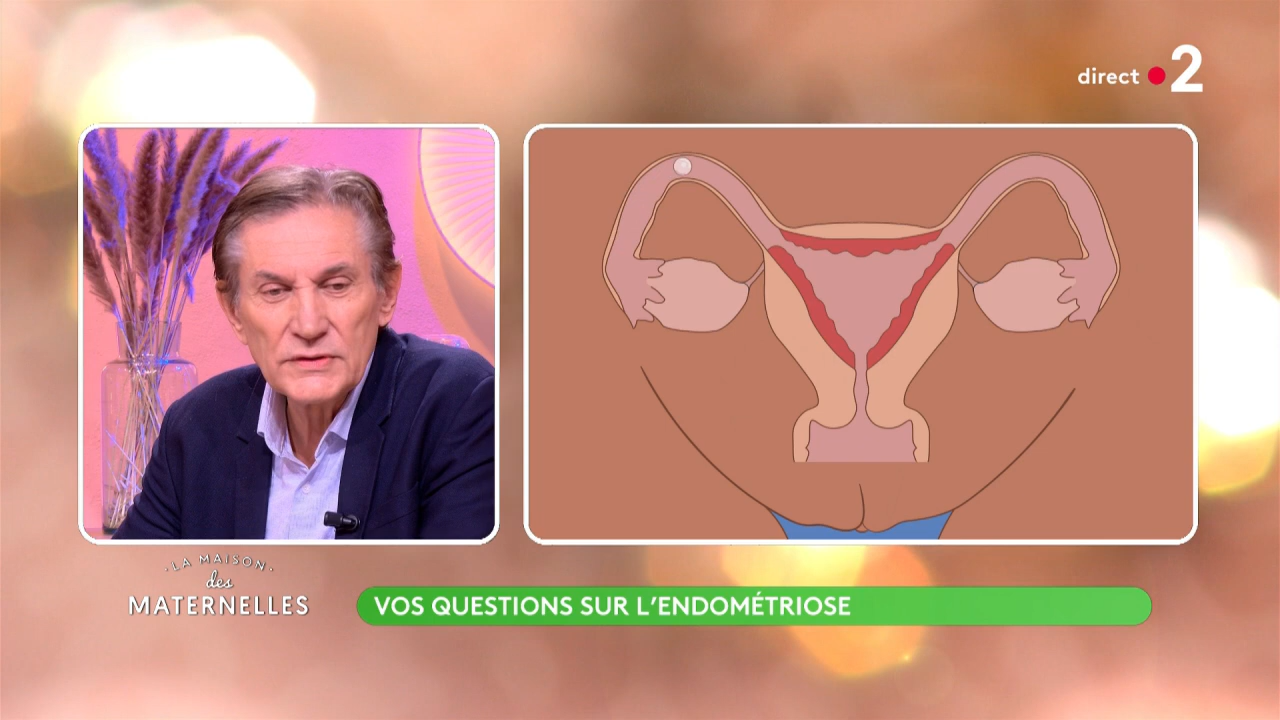 direct 2
· LA MAISON ·
des
MATERNELLES
VOS QUESTIONS SUR L'ENDOMÉTRIOSE